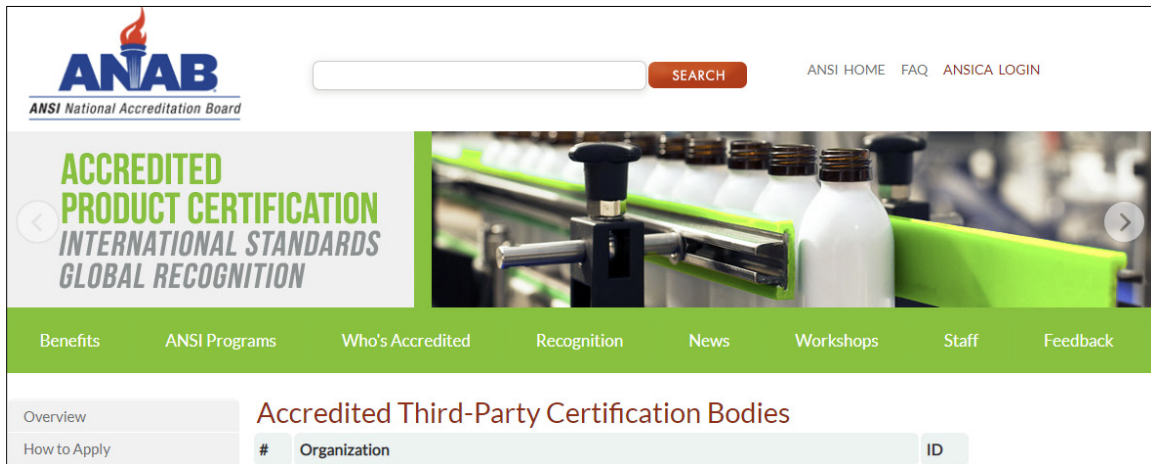 ANAB
ANSI National Accreditation Board
SEARCH
ANSI HOME FAQ ANSICA LOGIN
ACCREDITED
PRODUCT CERTIFICATION
INTERNATIONAL STANDARDS
GLOBAL RECOGNITION
Benefits ANSI Programs Who's Accredited Recognition News Workshops Staff Feedback
Overview
How to Apply
Accredited Third-Party Certification Bodies
# Organization ID